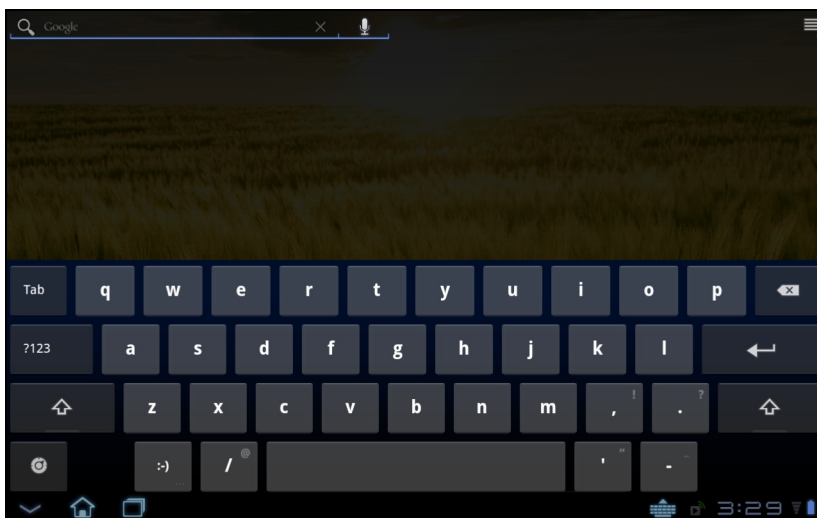 Google
Tab q w e r t y u i o p
?123 a s d f g h j k l
z x c v b n m , ! . ?
:-) ... / @ ' " - _
3:29